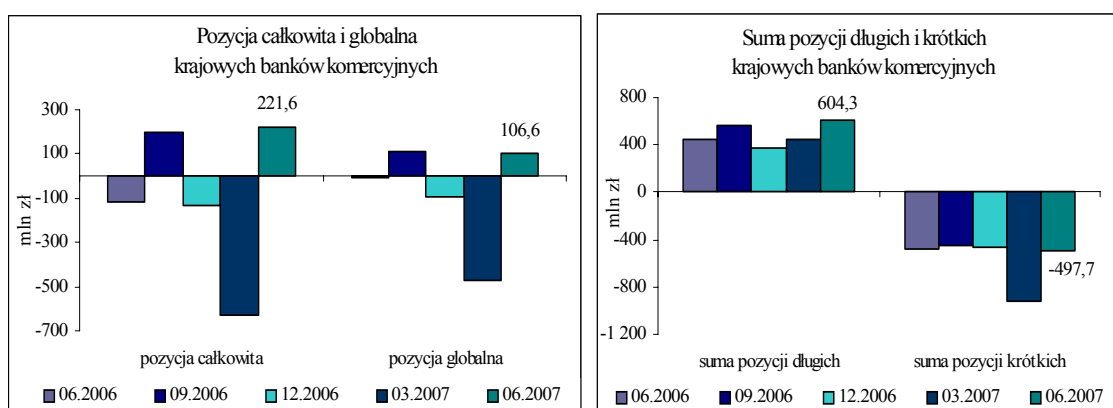 Pozycja całkowita i globalna
krajowych banków komercyjnych
300
100
-100
-300
-500
-700
mln zł
221,6
106,6
pozycja całkowita
pozycja globalna
06.2006 09.2006 12.2006 03.2007 06.2007
Suma pozycji długich i krótkich
krajowych banków komercyjnych
800
400
0
-400
-800
-1 200
mln zł
604,3
-497,7
suma pozycji długich
suma pozycji krótkich
06.2006 09.2006 12.2006 03.2007 06.2007